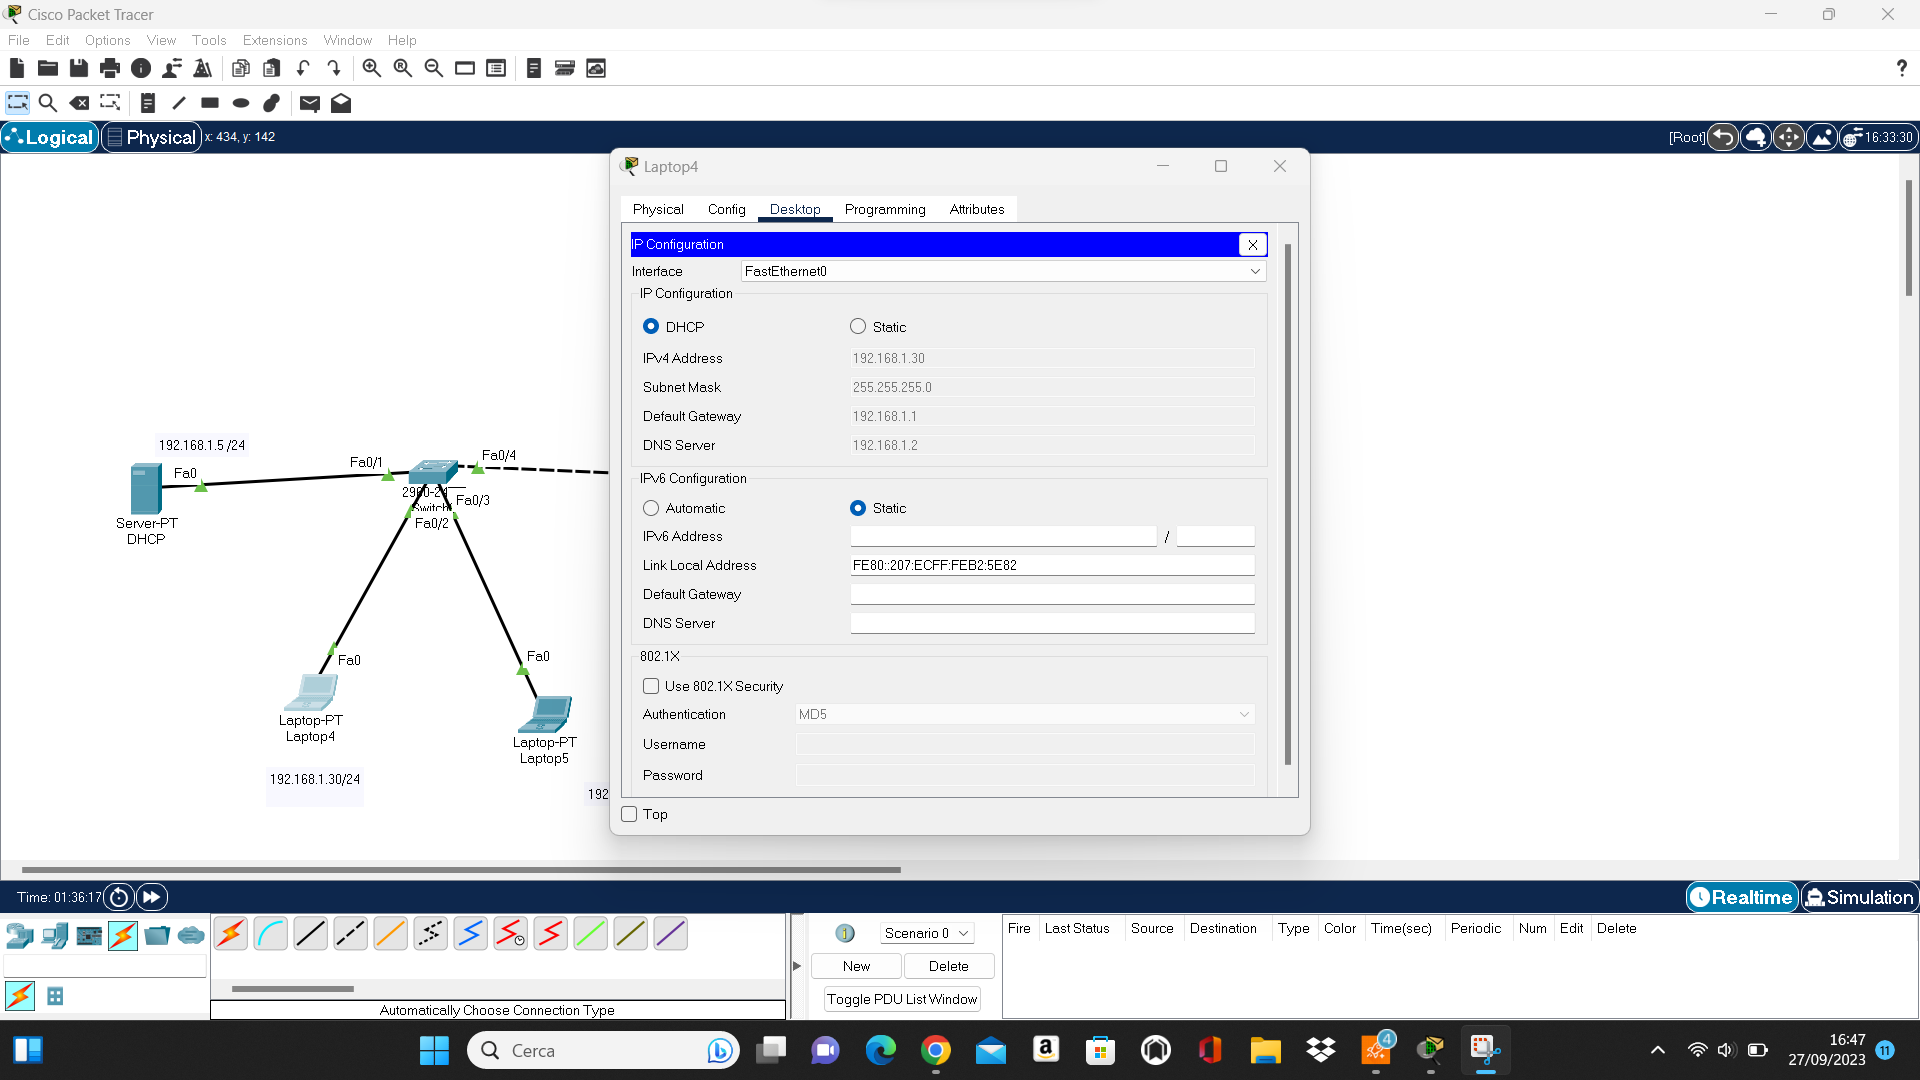 Cisco Packet Tracer
File Edit Options View Tools Extensions Window Help
?
Logical Physical x: 434, y: 142
[Root] 16:33:30
Laptop4
Physical Config Desktop Programming Attributes
IP Configuration X
Interface FastEthernet0
IP Configuration
DHCP Static
IPv4 Address 192.168.1.30
Subnet Mask 255.255.255.0
Default Gateway 192.168.1.1
DNS Server 192.168.1.2
IPv6 Configuration
Automatic Static
IPv6 Address /
Link Local Address FE80::207:ECFF:FEB2:5E82
Default Gateway
DNS Server
802.1X
Use 802.1X Security
Authentication MD5
Username
Password
Top
192.168.1.5 /24
Fa0
Server-PT
DHCP
Fa0/1
Fa0/4
2960-24
Switch
Fa0/3
Fa0/2
Fa0
Laptop-PT
Laptop4
192.168.1.30/24
Fa0
Laptop-PT
Laptop5
192
Time: 01:36:17
Realtime Simulation
Automatically Choose Connection Type
Scenario 0
New Delete
Toggle PDU List Window
Fire Last Status Source Destination Type Color Time(sec) Periodic Num Edit Delete
Cerca
a
4
16:47
27/09/2023
11